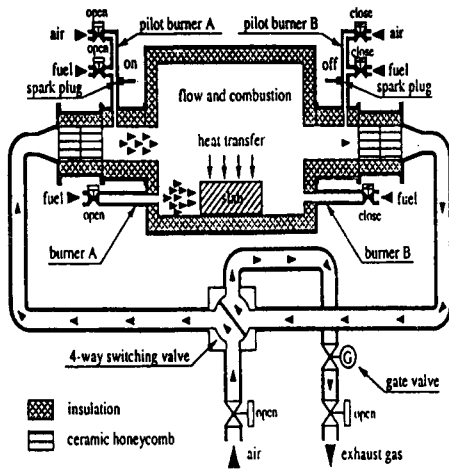 open
pilot burner A
pilot burner B
close
air
air
open
close
fuel
on
off
fuel
spark plug
spark plug
flow and combustion
heat transfer
slab
fuel
open
close
fuel
burner A
burner B
4-way switching valve
G
gate valve
insulation
open
open
ceramic honeycomb
air
exhaust gas